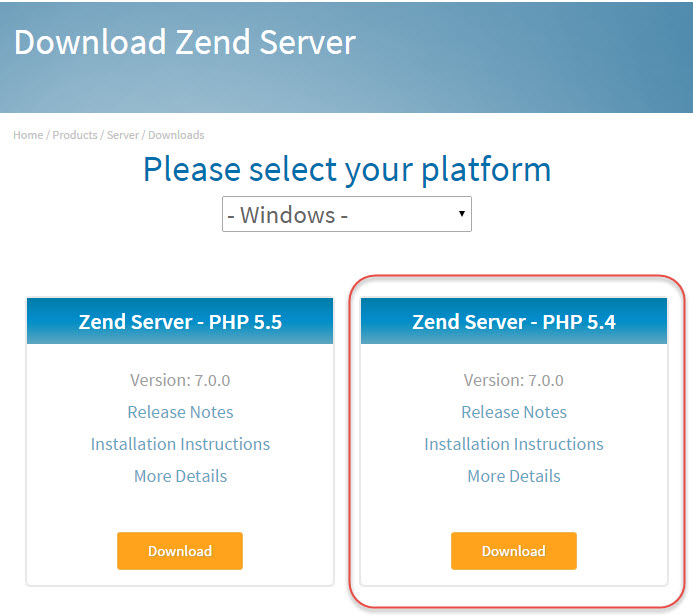 Download Zend Server
Home / Products / Server / Downloads
Please select your platform
- Windows -
Zend Server - PHP 5.5
Version: 7.0.0
Release Notes
Installation Instructions
More Details
Download
Zend Server - PHP 5.4
Version: 7.0.0
Release Notes
Installation Instructions
More Details
Download